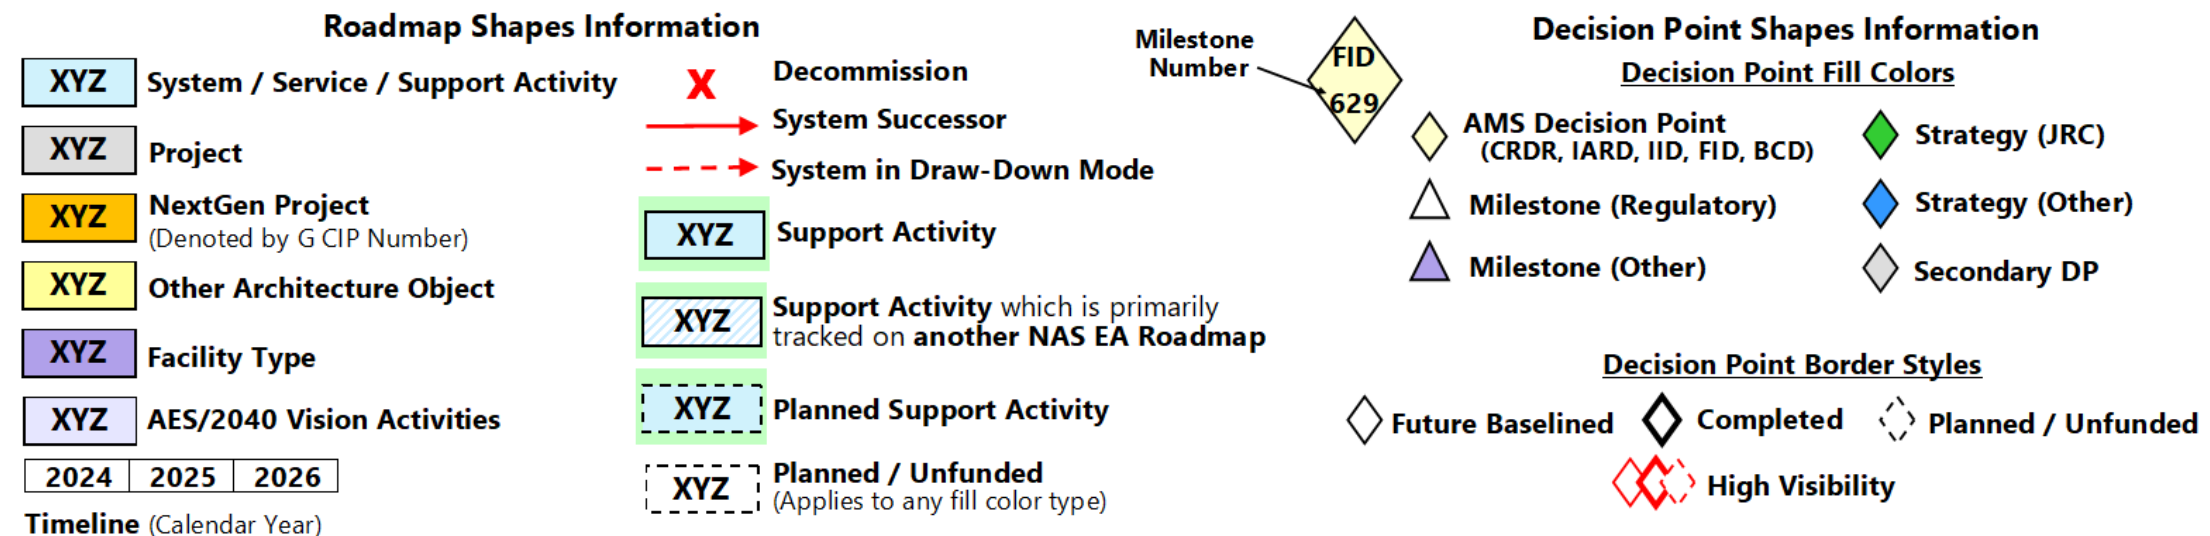 Roadmap Shapes Information
XYZ System / Service / Support Activity
XYZ Project
XYZ NextGen Project
(Denoted by G CIP Number)
XYZ Other Architecture Object
XYZ Facility Type
XYZ AES/2040 Vision Activities
2024 2025 2026
Timeline (Calendar Year)
X Decommission
System Successor
System in Draw-Down Mode
XYZ Support Activity
XYZ Support Activity which is primarily
tracked on another NAS EA Roadmap
XYZ Planned Support Activity
XYZ Planned / Unfunded
(Applies to any fill color type)
Milestone
Number
FID
629
Decision Point Shapes Information
Decision Point Fill Colors
AMS Decision Point
(CRDR, IARD, IID, FID, BCD)
Milestone (Regulatory)
Milestone (Other)
Strategy (JRC)
Strategy (Other)
Secondary DP
Decision Point Border Styles
Future Baselined
Completed
Planned / Unfunded
High Visibility